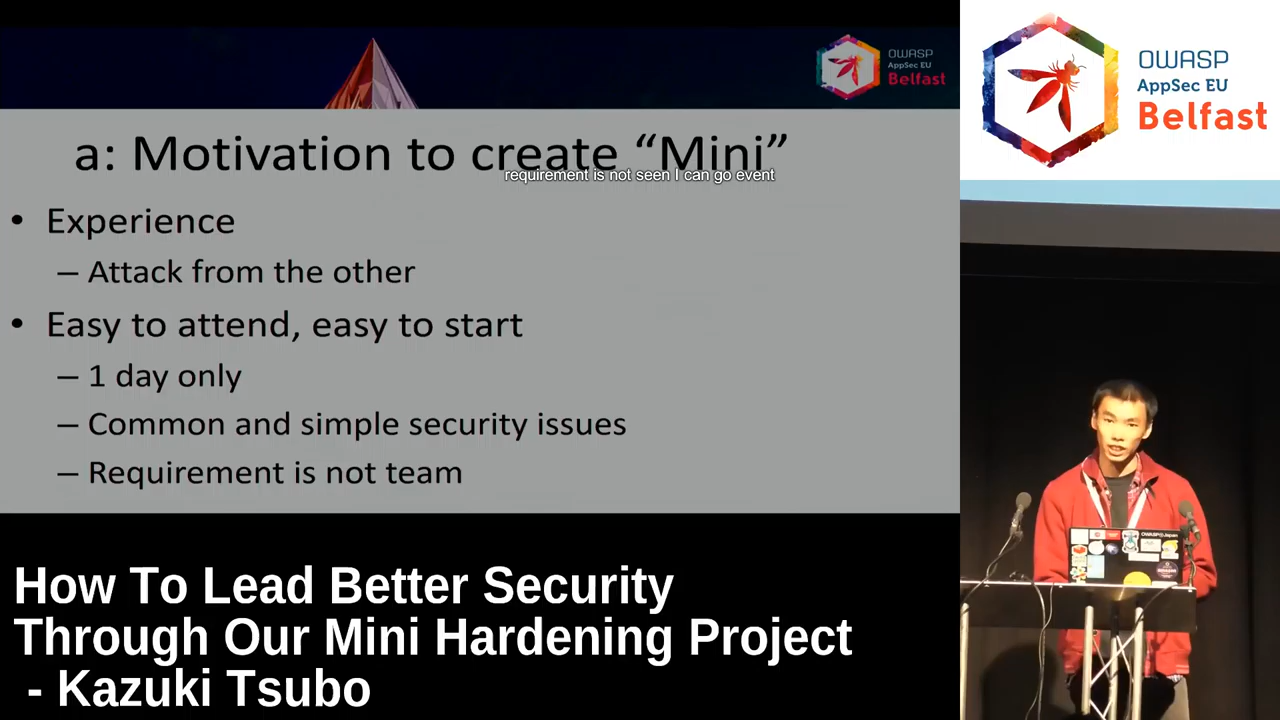 OWASP
AppSec EU
Belfast
a: Motivation to create “Mini”
requirement is not seen I can go event
• Experience
– Attack from the other
• Easy to attend, easy to start
– 1 day only
– Common and simple security issues
– Requirement is not team
How To Lead Better Security
Through Our Mini Hardening Project
- Kazuki Tsubo
OWASP
AppSec EU
Belfast
OWASP Japan